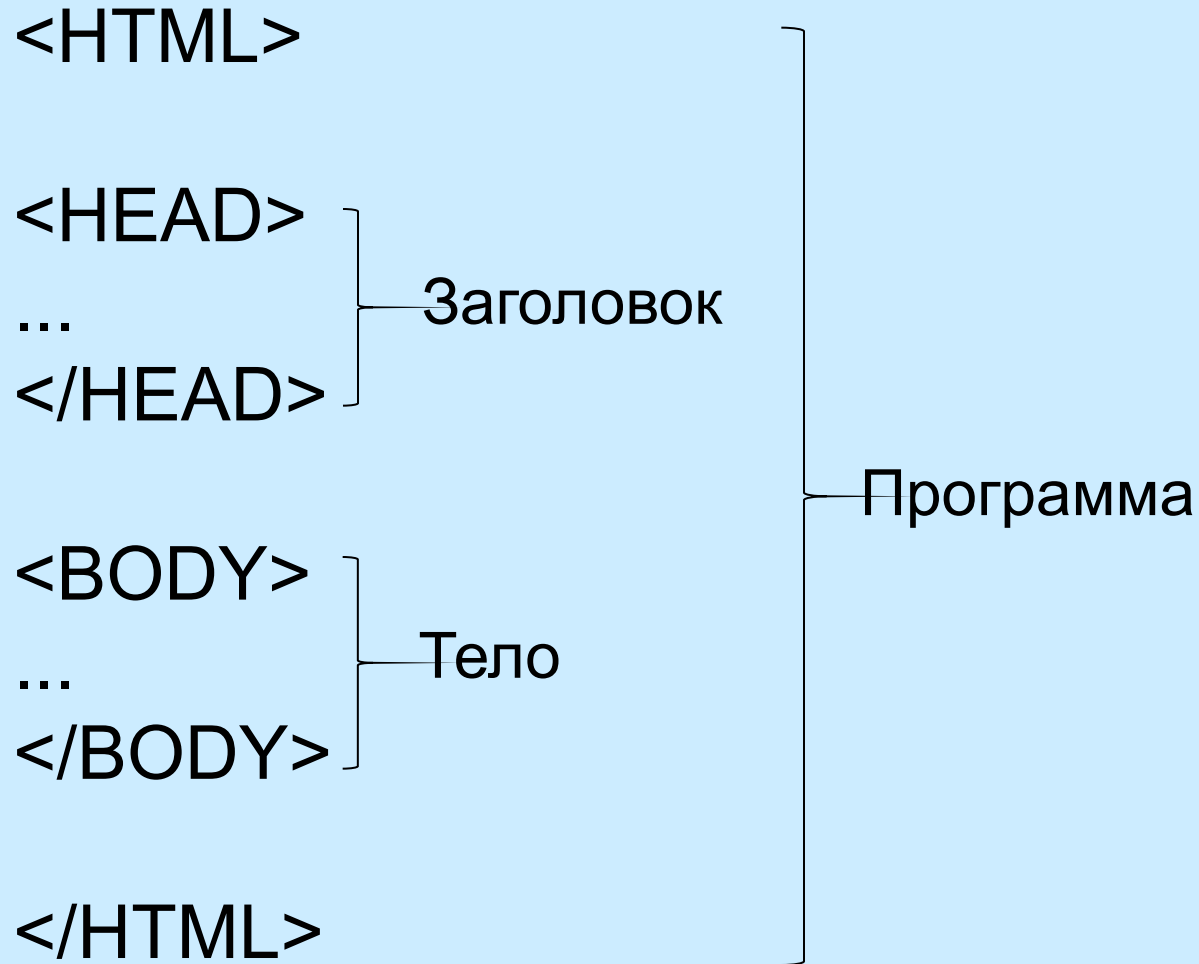 <HTML>
<HEAD>
...
Заголовок
</HEAD>
Программа
<BODY>
...
Тело
</BODY>
</HTML>